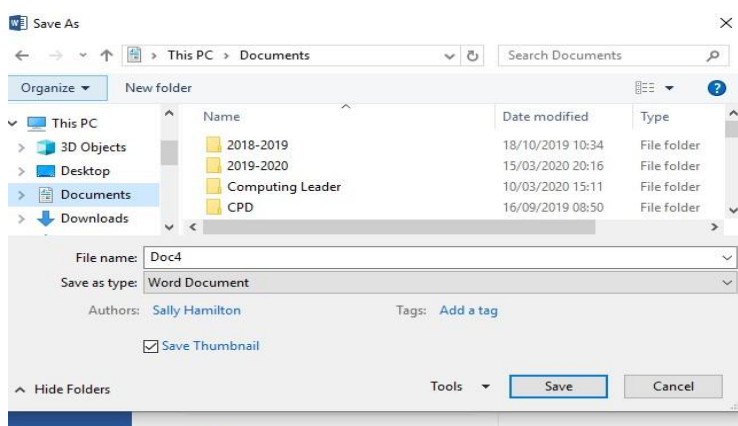 Save As
This PC > Documents
Search Documents
Organize
New folder
?
This PC
3D Objects
Desktop
Documents
Downloads
Name Date modified Type
2018-2019 18/10/2019 10:34 File folder
2019-2020 15/03/2020 20:16 File folder
Computing Leader 10/03/2020 15:11 File folder
CPD 16/09/2019 08:50 File folder
File name: Doc4
Save as type: Word Document
Authors: Sally Hamilton Tags: Add a tag
Save Thumbnail
Hide Folders Tools Save Cancel